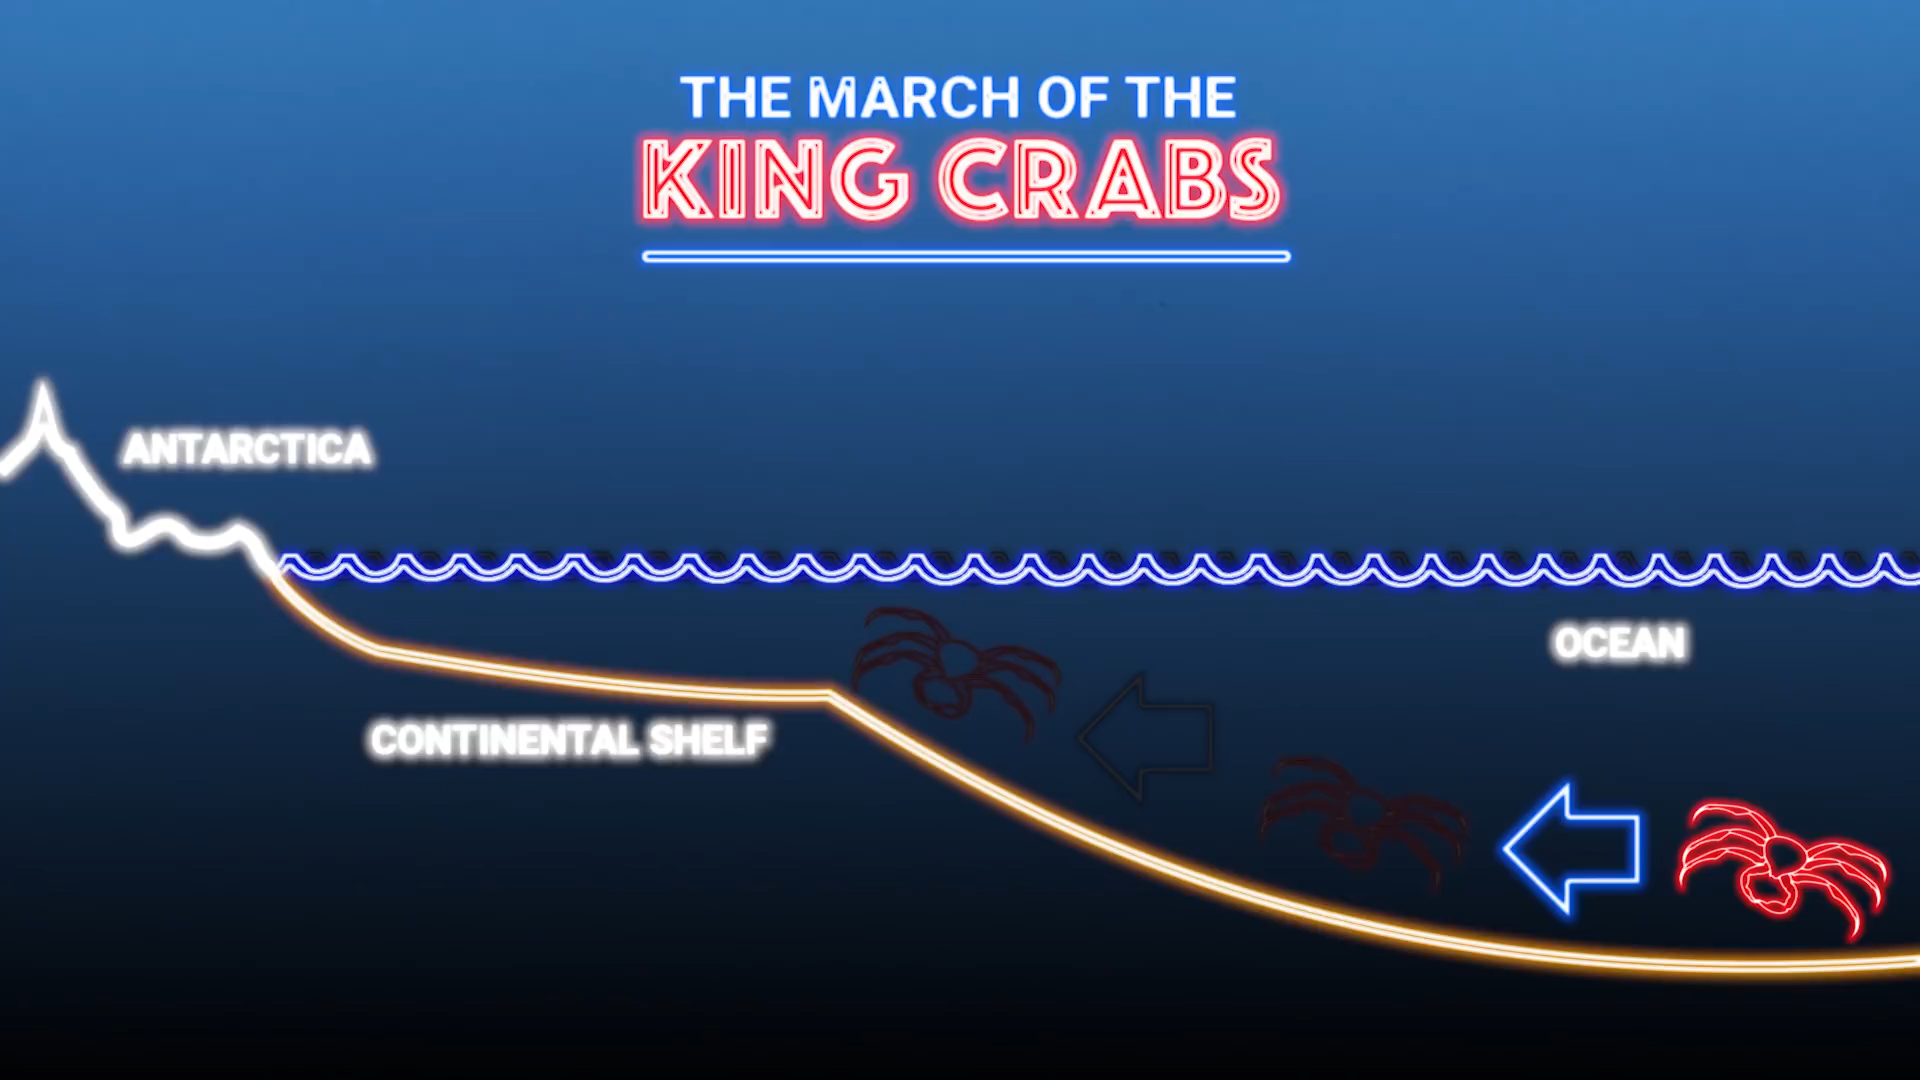 THE MARCH OF THE
KING CRABS
ANTARCTICA
OCEAN
CONTINENTAL SHELF